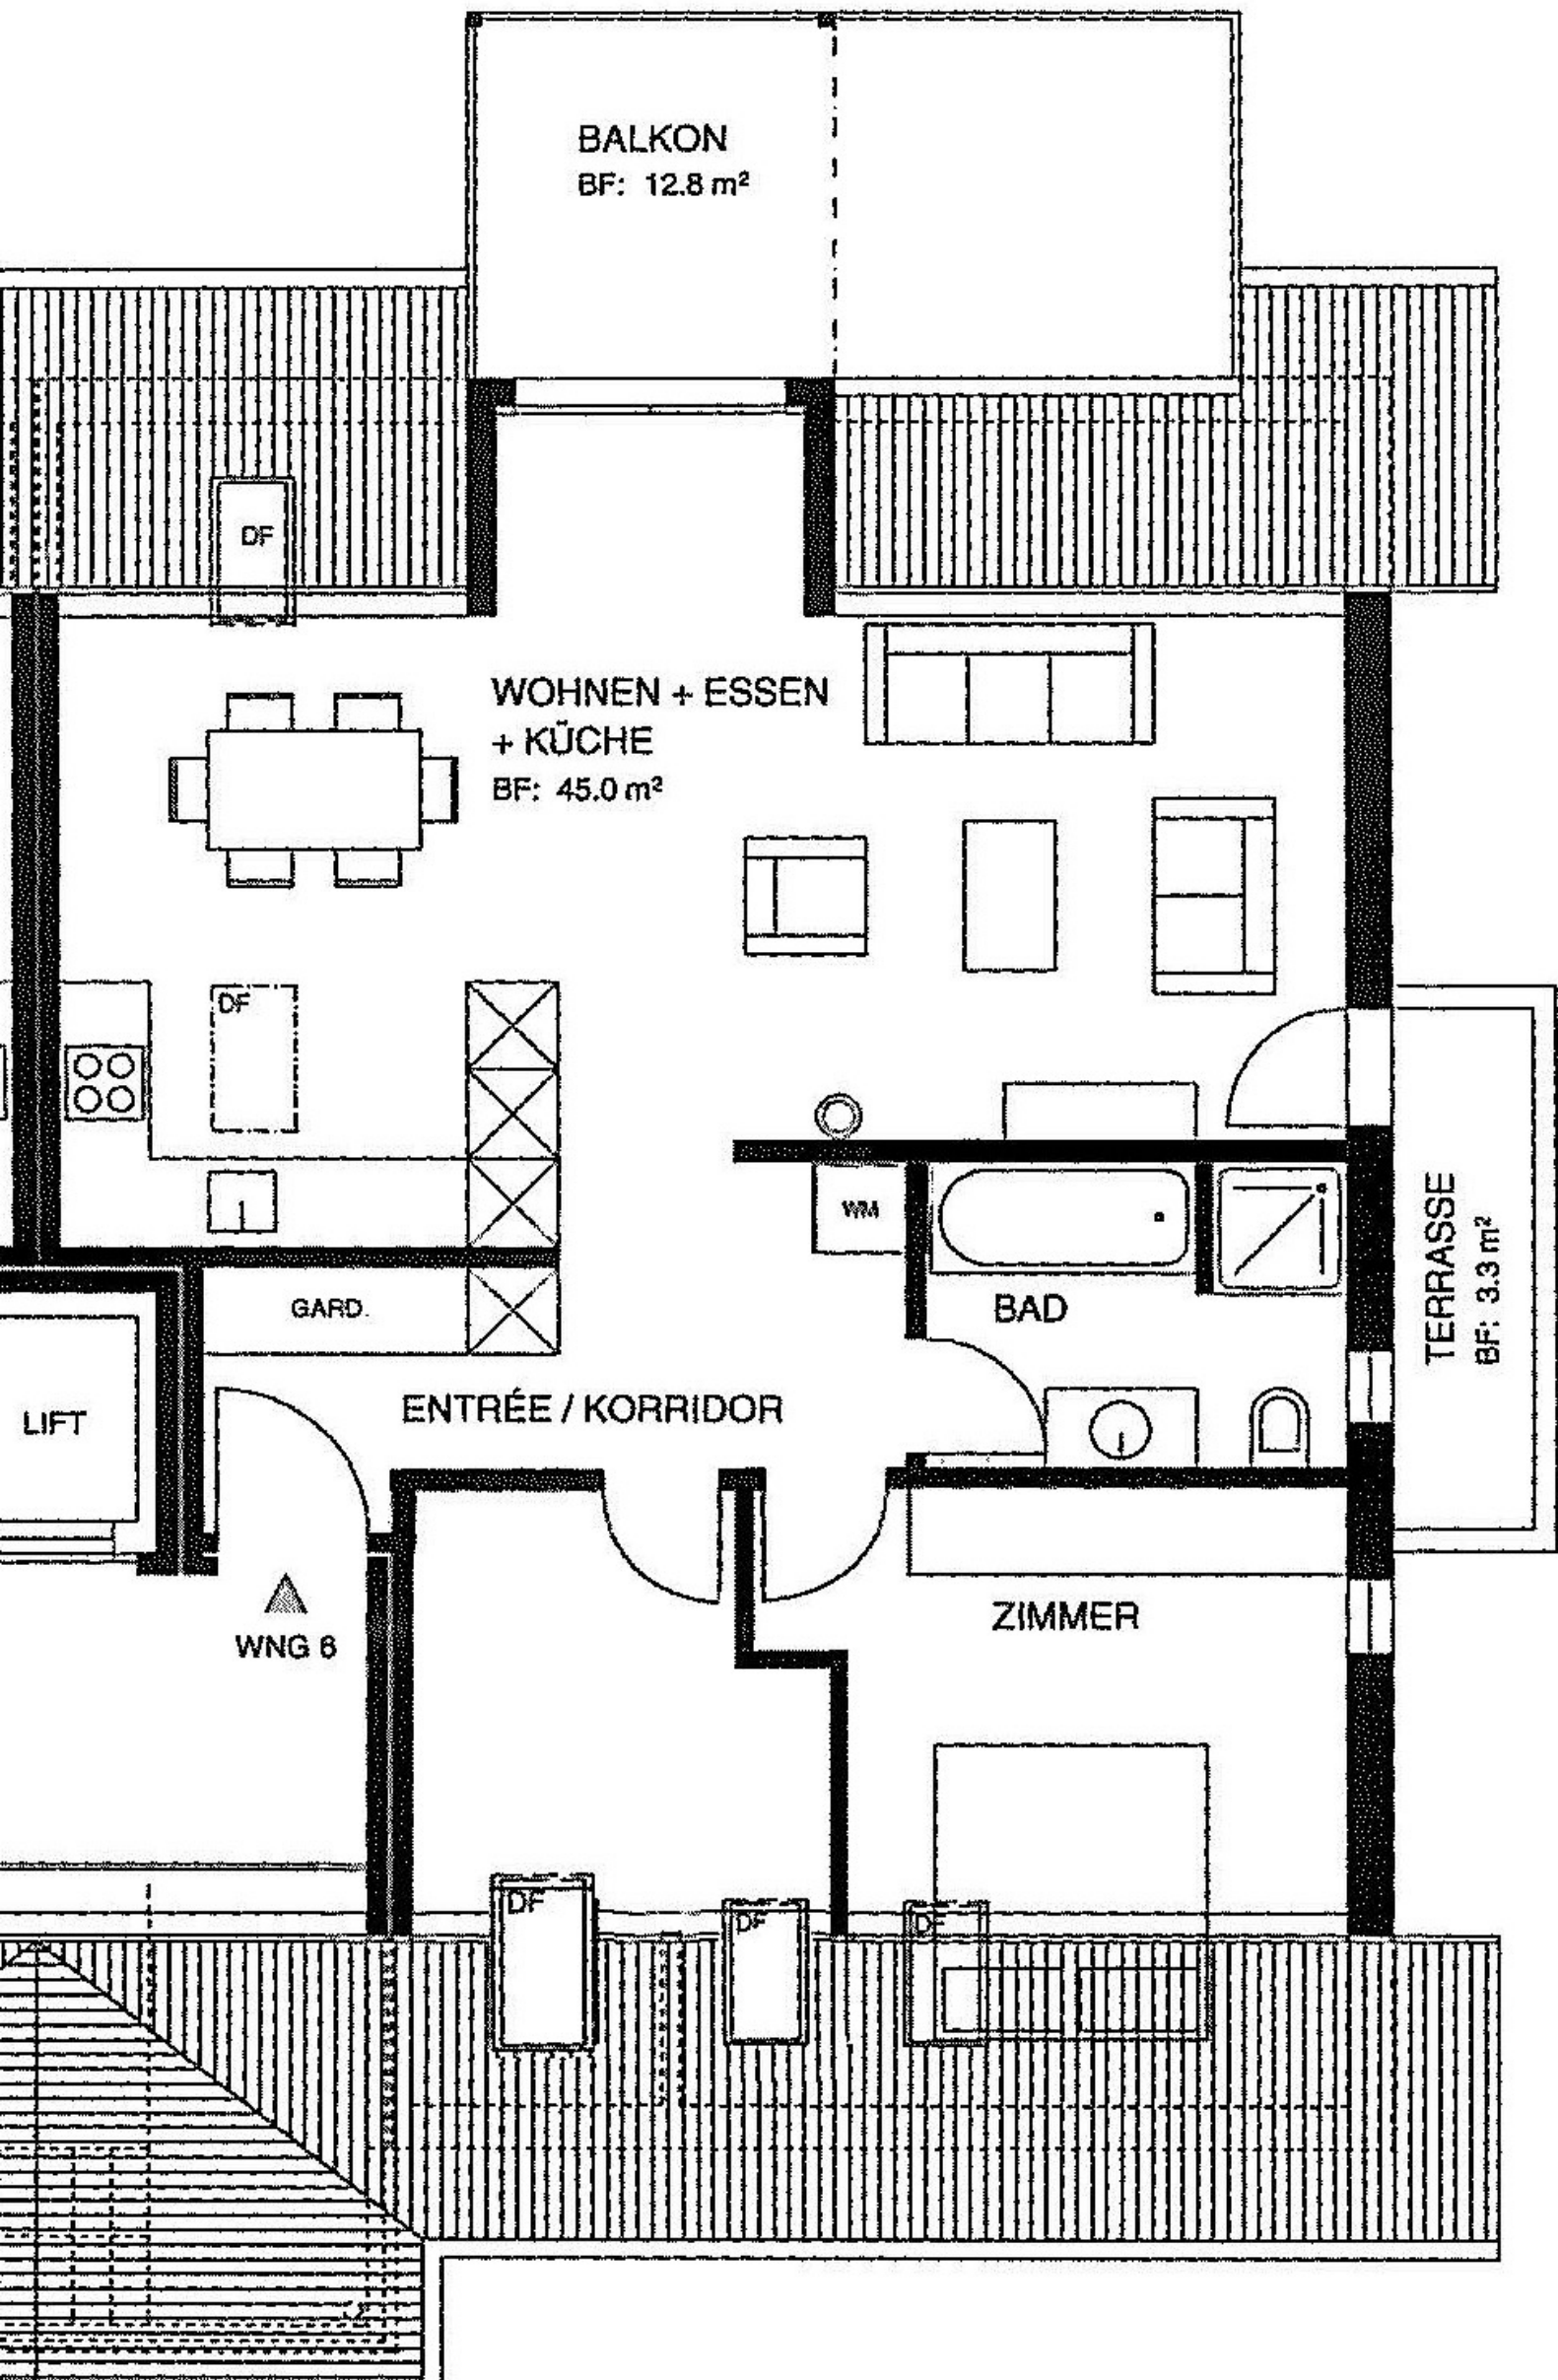 BALKON
BF: 12.8 m²
DF
WOHNEN + ESSEN
+ KÜCHE
BF: 45.0 m²
DF
WM
TERRASSE
BF: 3.3 m²
GARD.
BAD
LIFT
ENTRÉE / KORRIDOR
ZIMMER
WNG 6
DF
DF
DF